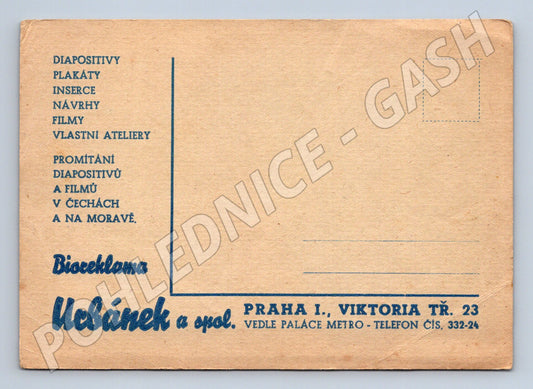 DIAPOSITIVY
PLAKÁTY
INSERCE
NÁVRHY
FILMY
VLASTNÍ ATELIERY
PROMÍTÁNÍ
DIAPOSITIVŮ
A FILMŮ
V ČECHÁCH
A NA MORAVĚ.
Bioreklama
Urbánek a spol.
PRAHA I., VIKTORIA TŘ. 23
VEDLE PALÁCE METRO - TELEFON ČÍS. 332-24
POHLEDNICE - GASH